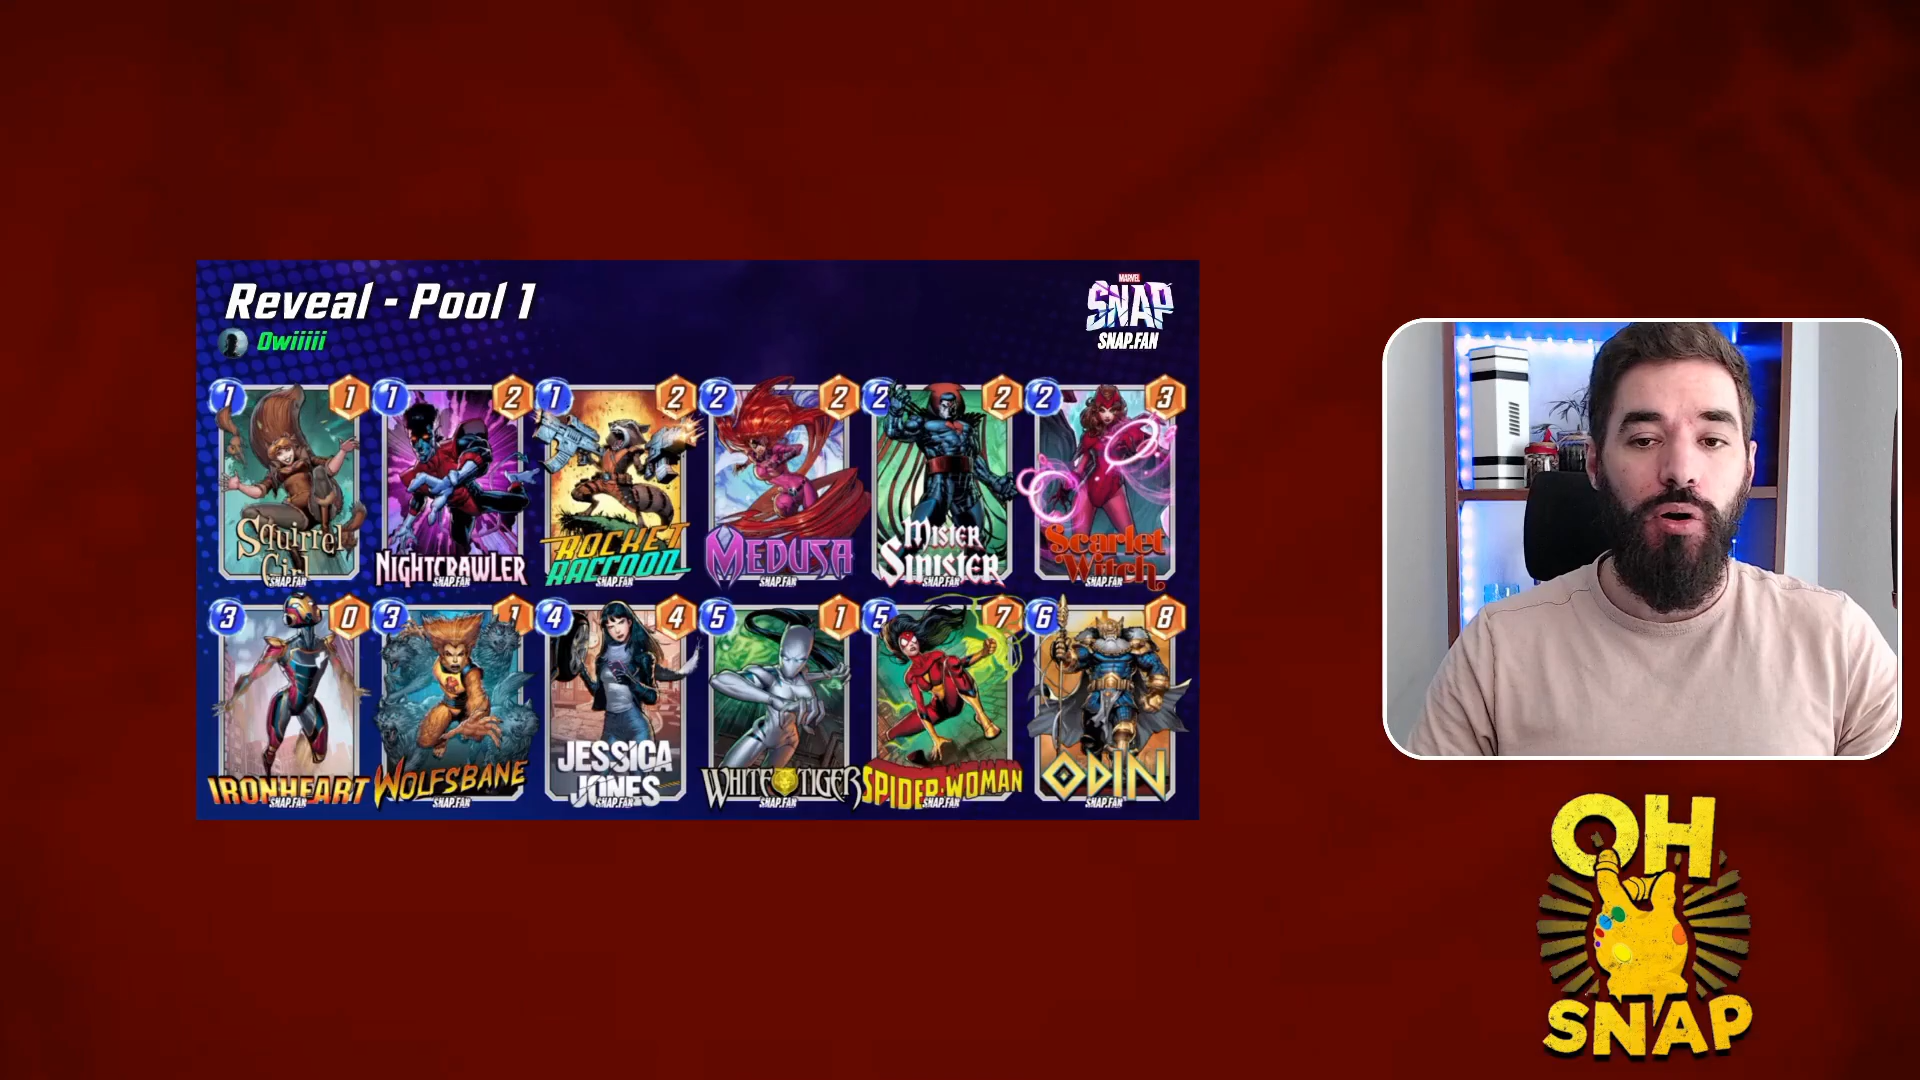 Reveal - Pool 1
Owiiiii
MARVEL
SNAP
SNAP.FAN
1 1 1 2 1 2 2 2 2 2 2 3
Squirrel Girl
SNAP.FAN
NIGHTCRAWLER
SNAP.FAN
ROCKET RACCOON
SNAP.FAN
MEDUSA
SNAP.FAN
MISTER SINISTER
SNAP.FAN
Scarlet Witch
SNAP.FAN
3 0 3 1 4 4 5 1 5 7 6 8
IRONHEART
SNAP.FAN
WOLFSBANE
SNAP.FAN
JESSICA JONES
SNAP.FAN
WHITE TIGER
SNAP.FAN
SPIDER-WOMAN
SNAP.FAN
ODIN
SNAP.FAN
OH
SNAP